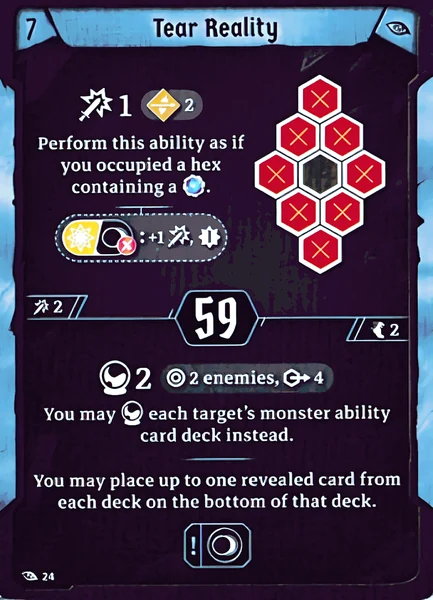 7
Tear Reality
1
2
Perform this ability as if
you occupied a hex
containing a .
: +1 ,
2
59
2
2
2 enemies, 4
You may each target's monster ability
card deck instead.
You may place up to one revealed card from
each deck on the bottom of that deck.
!
24